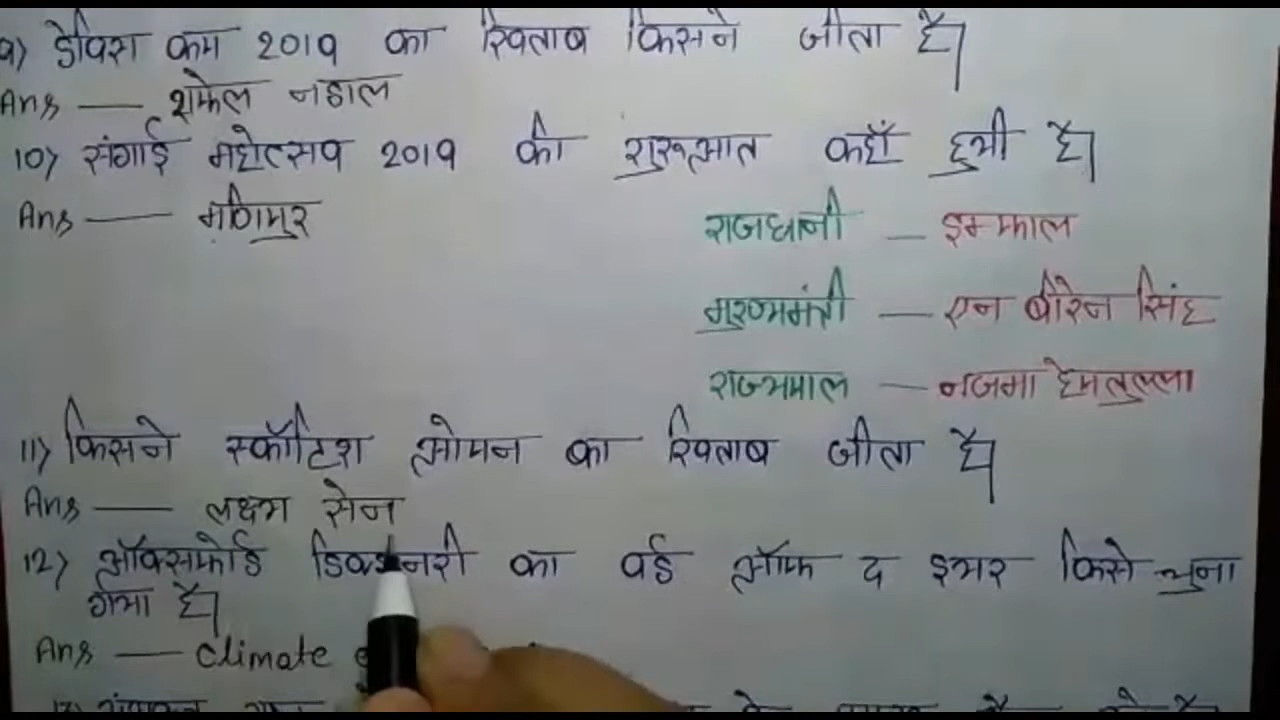 9) डेविस कप 2019 का खिताब किसने जीता है।
Ans — राफेल नडाल
10) संगाई महोत्सव 2019 की शुरूआत कहाँ हुयी है।
Ans — मणिपुर
राजधानी — इम्फाल
मुख्यमंत्री — एन बीरेन सिंह
राज्यपाल — नजमा हेपतुल्ला
11) किसने स्कॉटिश ओपन का खिताब जीता है।
Ans — लक्ष्य सेन
12) ऑक्सफोर्ड डिक्शनरी का वर्ड ऑफ द इयर किसे चुना
गया है।
Ans — Climate